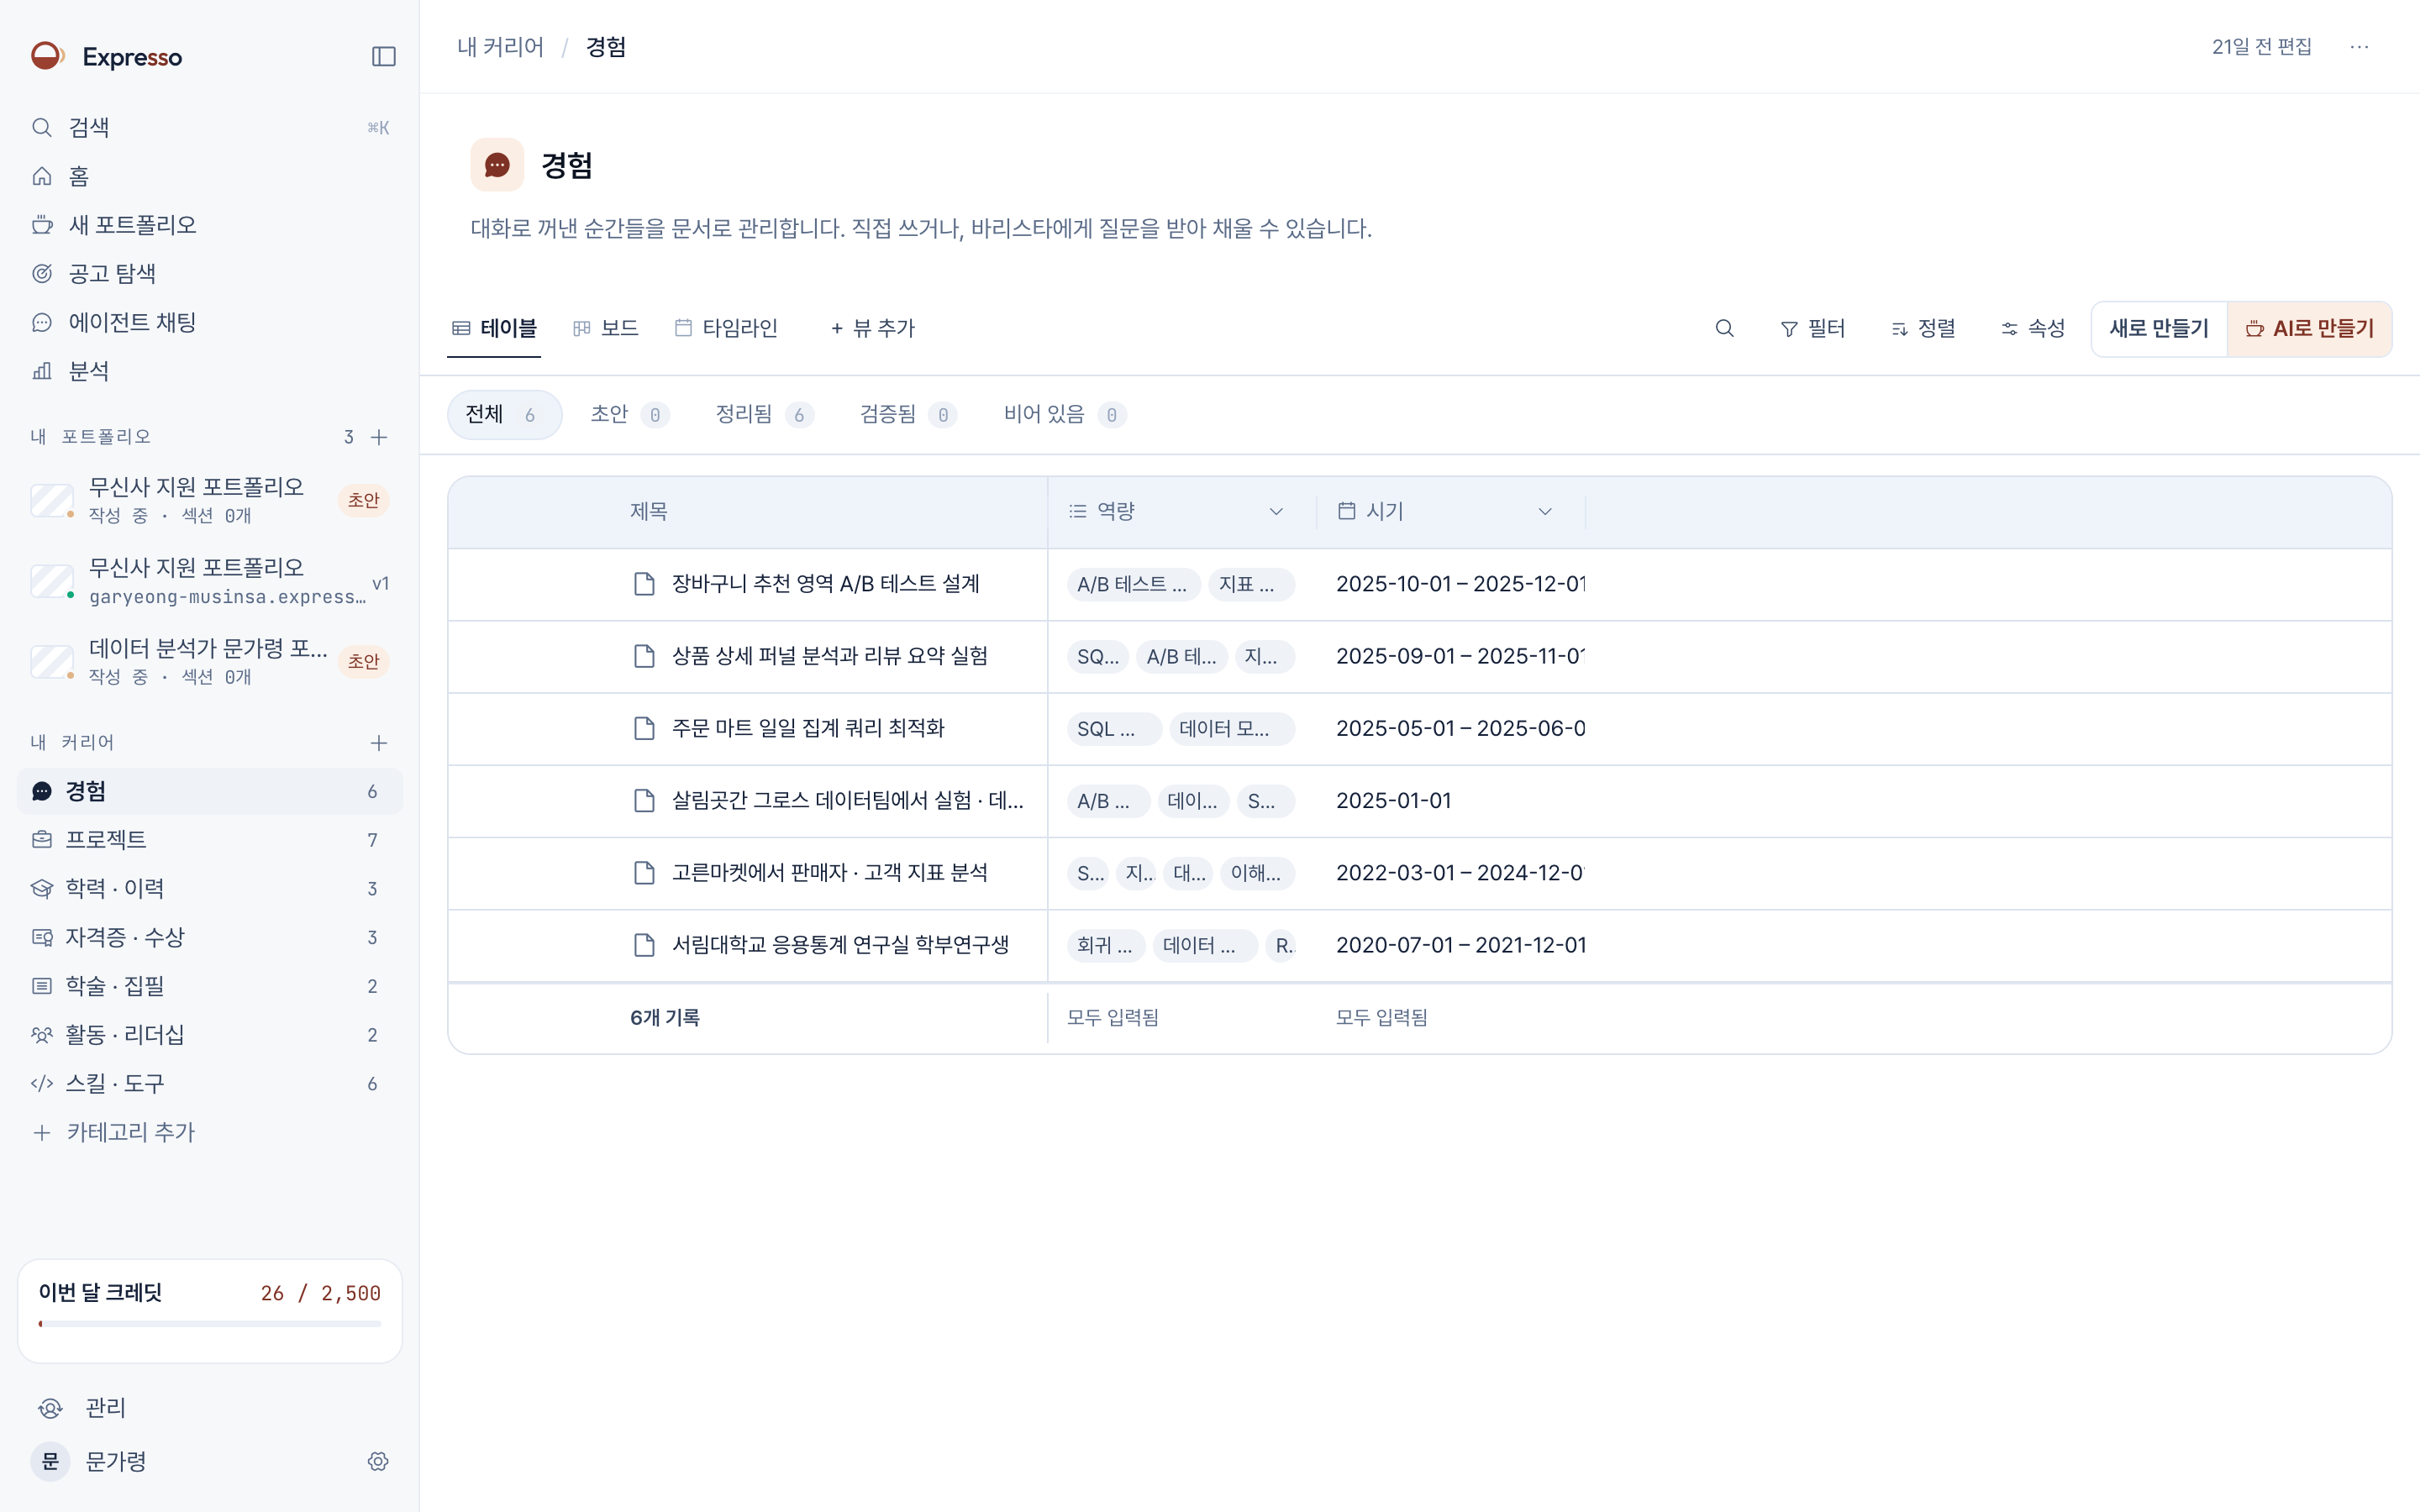 Expresso
검색 ⌘K
홈
새 포트폴리오
공고 탐색
에이전트 채팅
분석
내 포트폴리오 3
무신사 지원 포트폴리오
작성 중 · 섹션 0개
초안
무신사 지원 포트폴리오
garyeong-musinsa.express…
v1
데이터 분석가 문가령 포…
작성 중 · 섹션 0개
초안
내 커리어
경험 6
프로젝트 7
학력 · 이력 3
자격증 · 수상 3
학술 · 집필 2
활동 · 리더십 2
스킬 · 도구 6
카테고리 추가
이번 달 크레딧 26 / 2,500
관리
문 문가령
내 커리어 / 경험
21일 전 편집 ···
경험
대화로 꺼낸 순간들을 문서로 관리합니다. 직접 쓰거나, 바리스타에게 질문을 받아 채울 수 있습니다.
테이블 보드 타임라인 + 뷰 추가
필터 정렬 속성 새로 만들기 AI로 만들기
전체 6 초안 0 정리됨 6 검증됨 0 비어 있음 0
제목 역량 시기
장바구니 추천 영역 A/B 테스트 설계 A/B 테스트 … 지표 … 2025-10-01 – 2025-12-01
상품 상세 퍼널 분석과 리뷰 요약 실험 SQ… A/B 테… 지… 2025-09-01 – 2025-11-01
주문 마트 일일 집계 쿼리 최적화 SQL … 데이터 모… 2025-05-01 – 2025-06-0
살림곳간 그로스 데이터팀에서 실험 · 데… A/B … 데이… S… 2025-01-01
고른마켓에서 판매자 · 고객 지표 분석 S… 지… 대… 이해… 2022-03-01 – 2024-12-0
서림대학교 응용통계 연구실 학부연구생 회귀 … 데이터 … R… 2020-07-01 – 2021-12-01
6개 기록 모두 입력됨 모두 입력됨